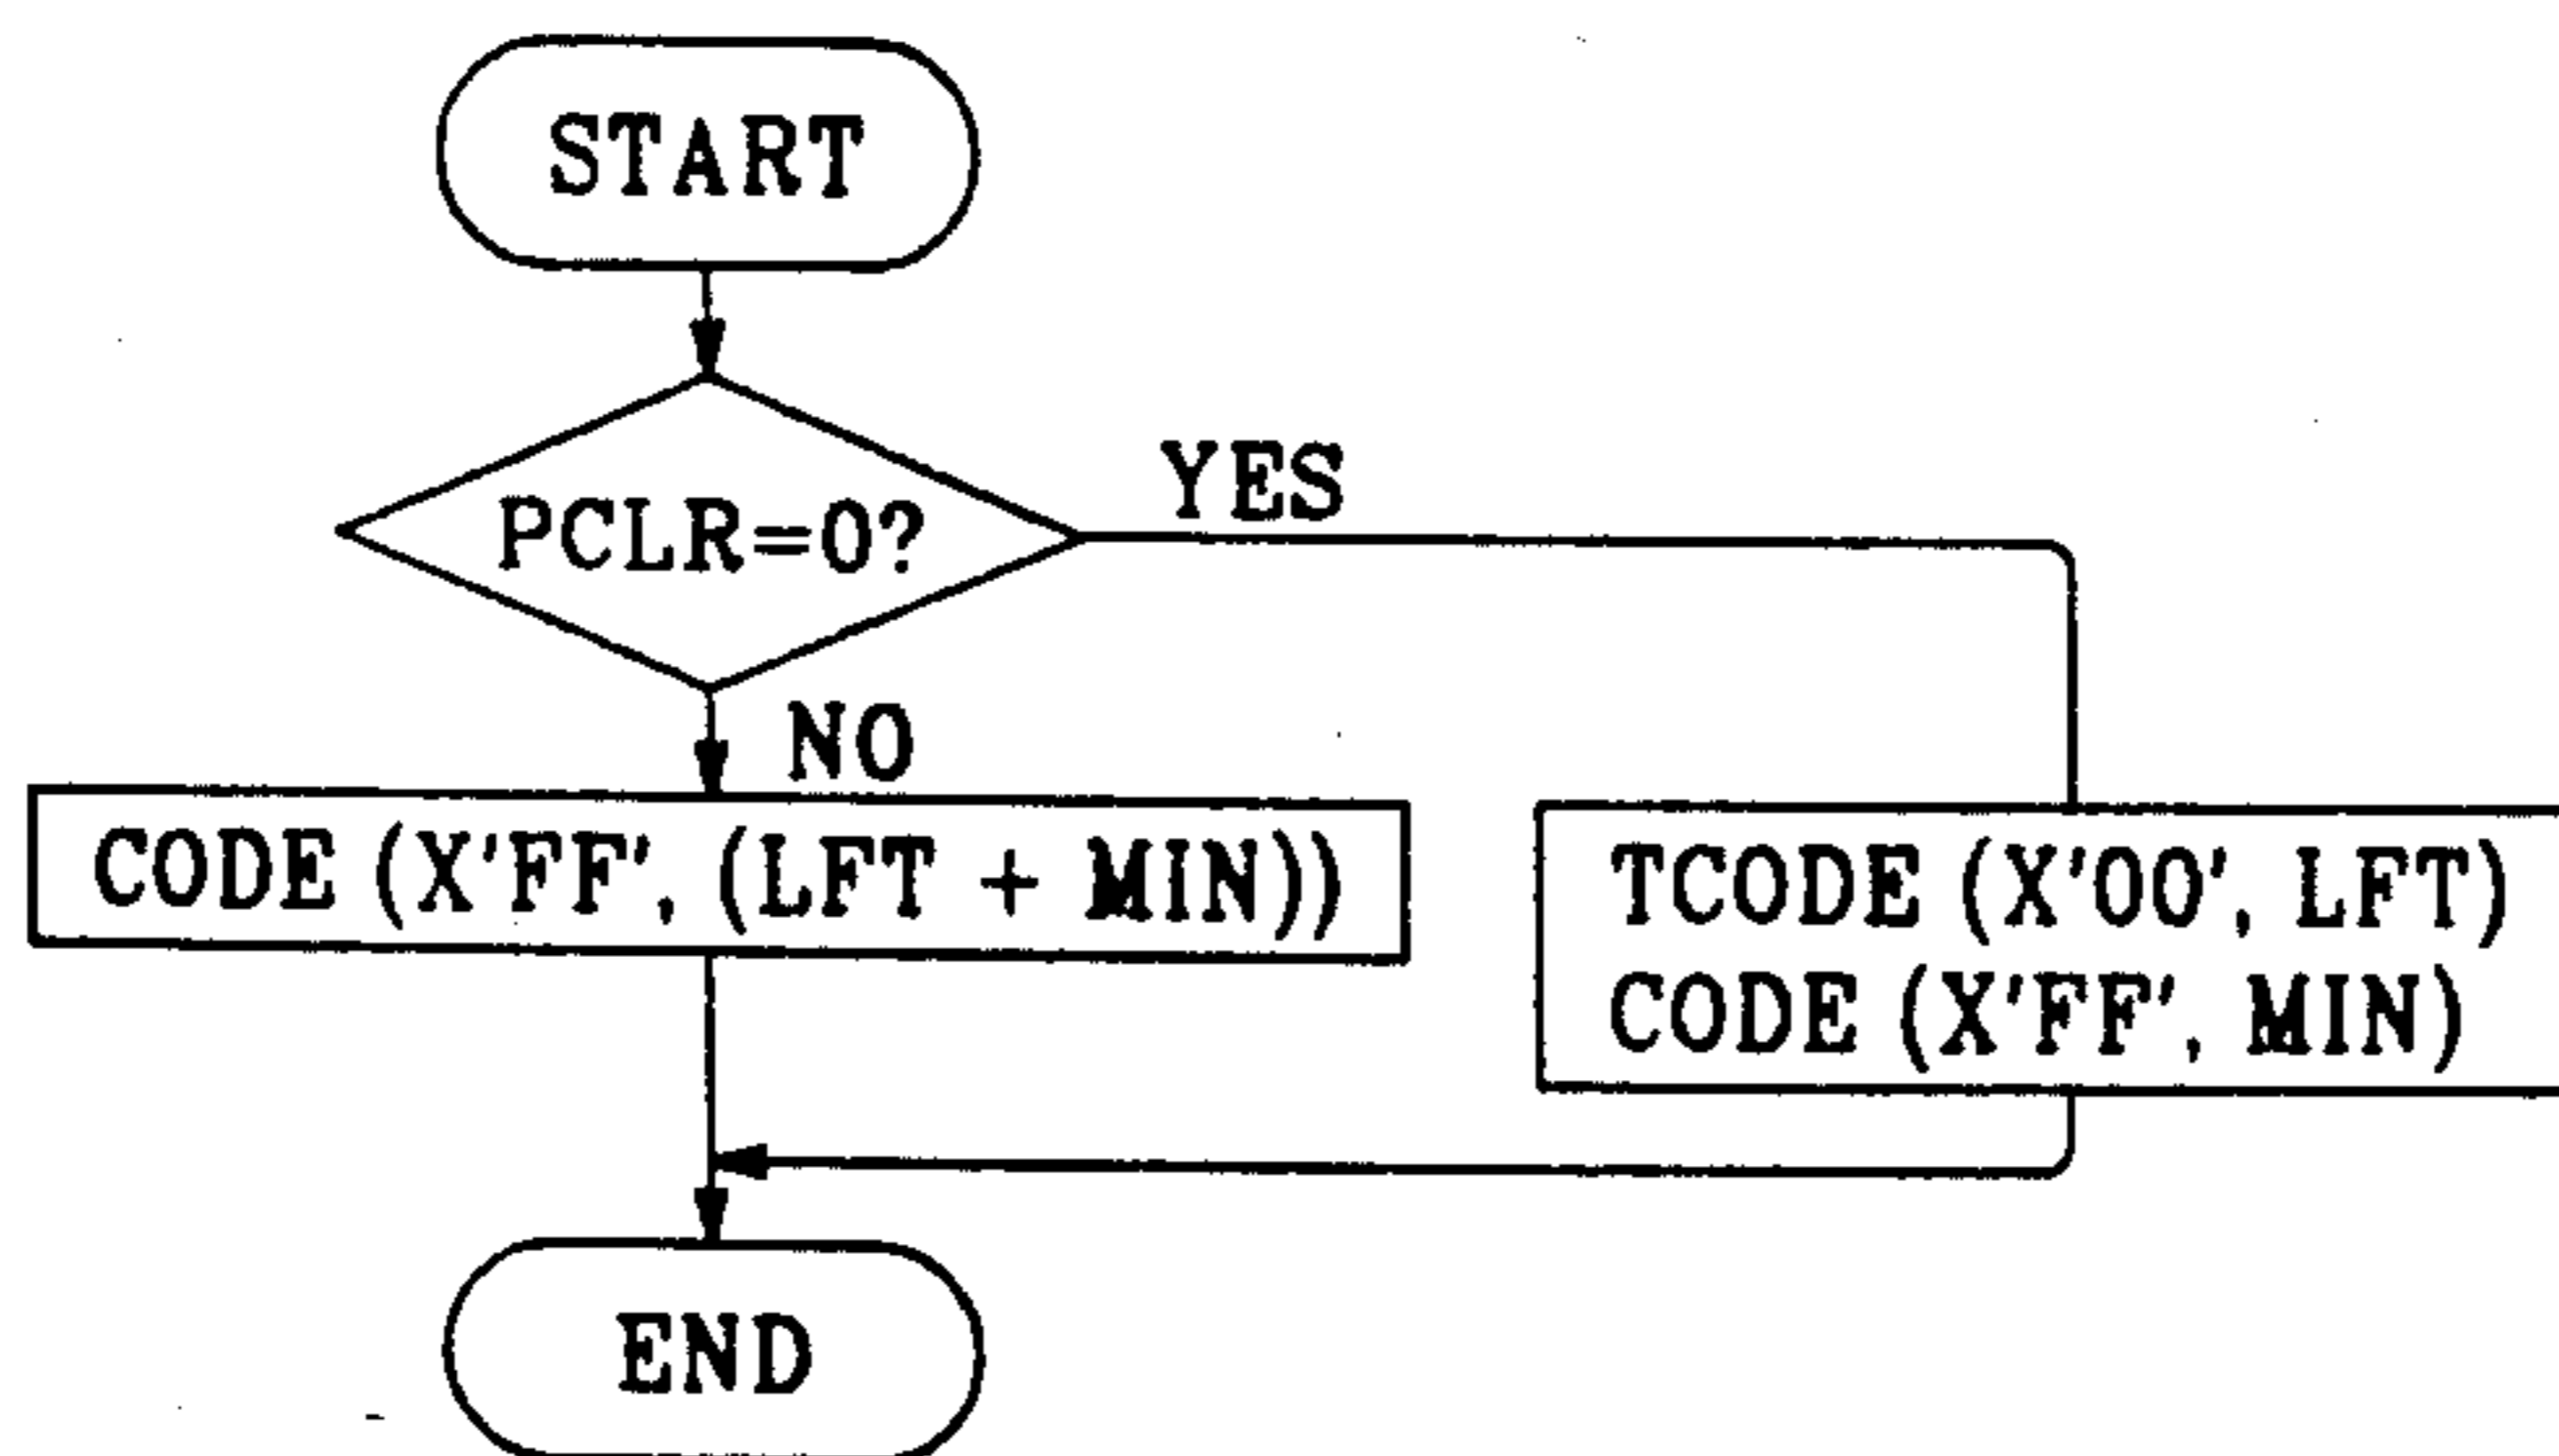 START
PCLR=0?
YES
NO
CODE (X'FF', (LFT + MIN))
TCODE (X'00', LFT)
CODE (X'FF', MIN)
END